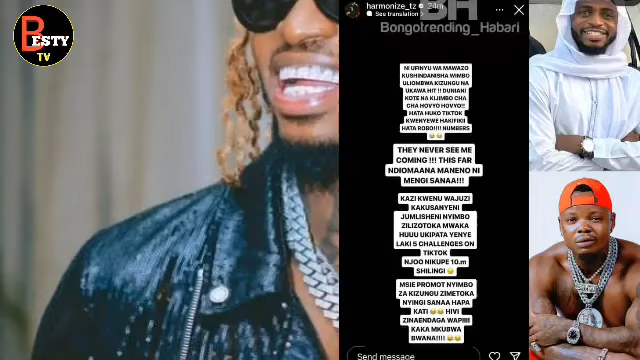 BESTY
TV
harmonize_tz 24m
See translation
BH
Bongotrending_Habari
NI UFINYU WA MAWAZO
KUSHINDANISHA WIMBO
ULIOMBWA KIZUNGU NA
UKAWA HIT !! DUNIANI
KOTE NA KIJIMBO CHA
CHA HOVYO HOVYO!!
HATA HUKO TIKTOK
KWENYEWE HAKIFIKII
HATA ROBO!!!! NUMBERS
THEY NEVER SEE ME
COMING !!! THIS FAR
NDIOMAANA MANENO NI
MENGI SANAA!!!
KAZI KWENU WAJUZI
KAKUSANYENI
JUMLISHENI NYIMBO
ZILIZOTOKA MWAKA
HUUU UKIPATA YENYE
LAKI 5 CHALLENGES ON
TIKTOK
NJOO NIKUPE 10.m
SHILINGI
MSIE PROMOT NYIMBO
ZA KIZUNGU ZIMETOKA
NYINGI SANAA HAPA
KATI HIVI
ZINAENDAGA WAPI!!!!
KAKA MKUBWA
BWANA!!!!
Send message